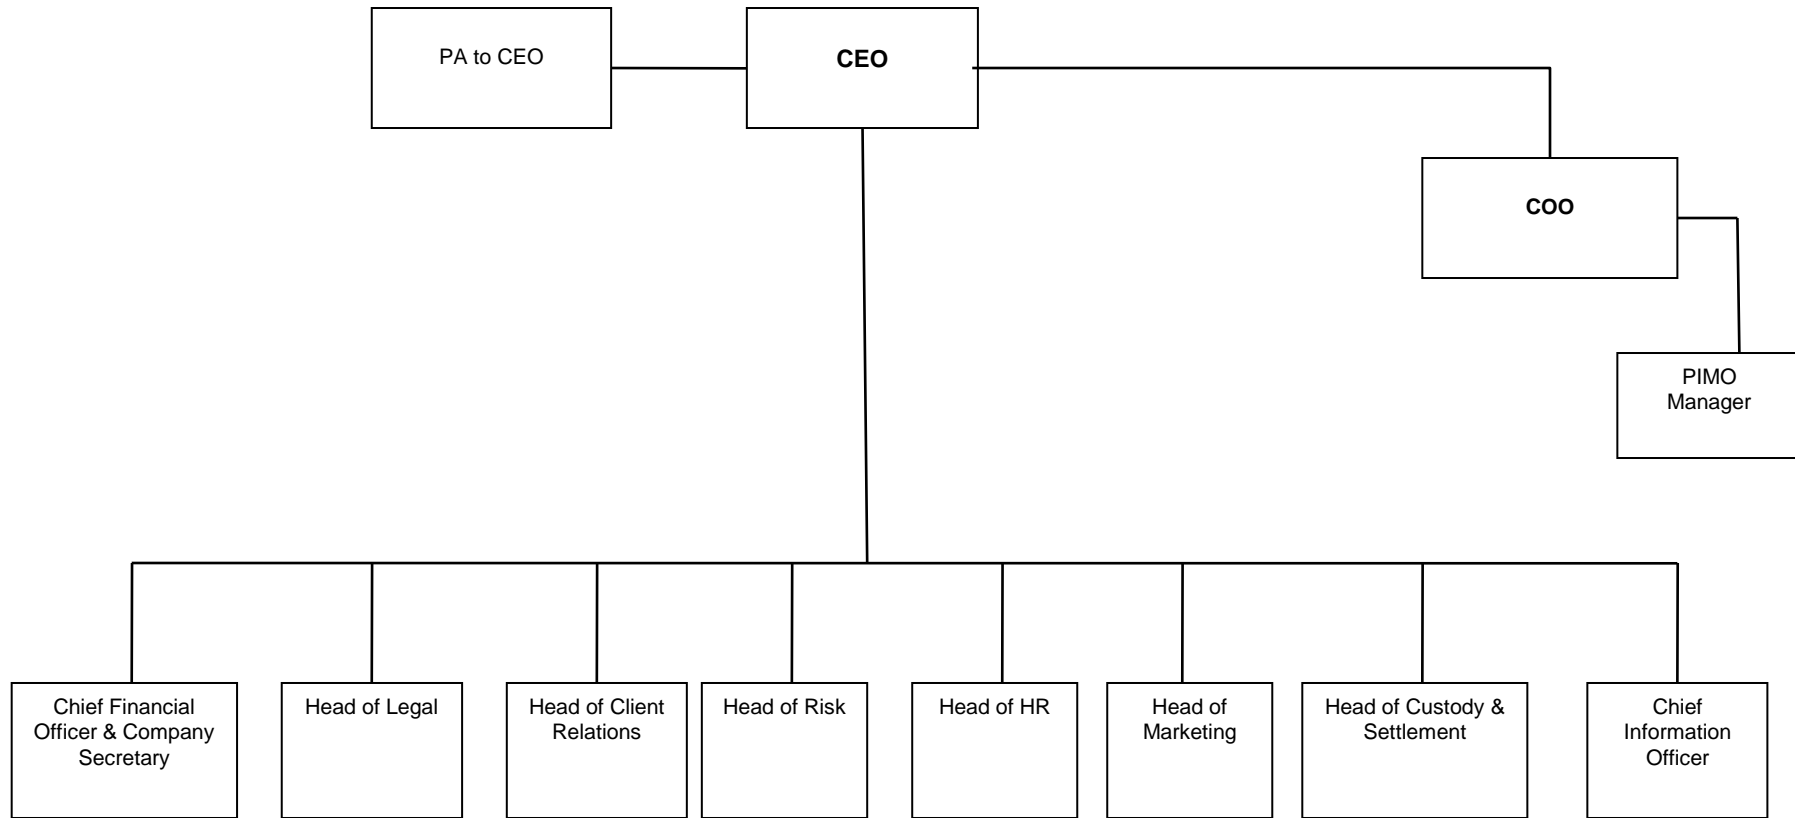 PA to CEO
CEO
COO
PIMO
Manager
Chief Financial
Officer & Company
Secretary
Head of Legal
Head of Client
Relations
Head of Risk
Head of HR
Head of
Marketing
Head of Custody &
Settlement
Chief
Information
Officer